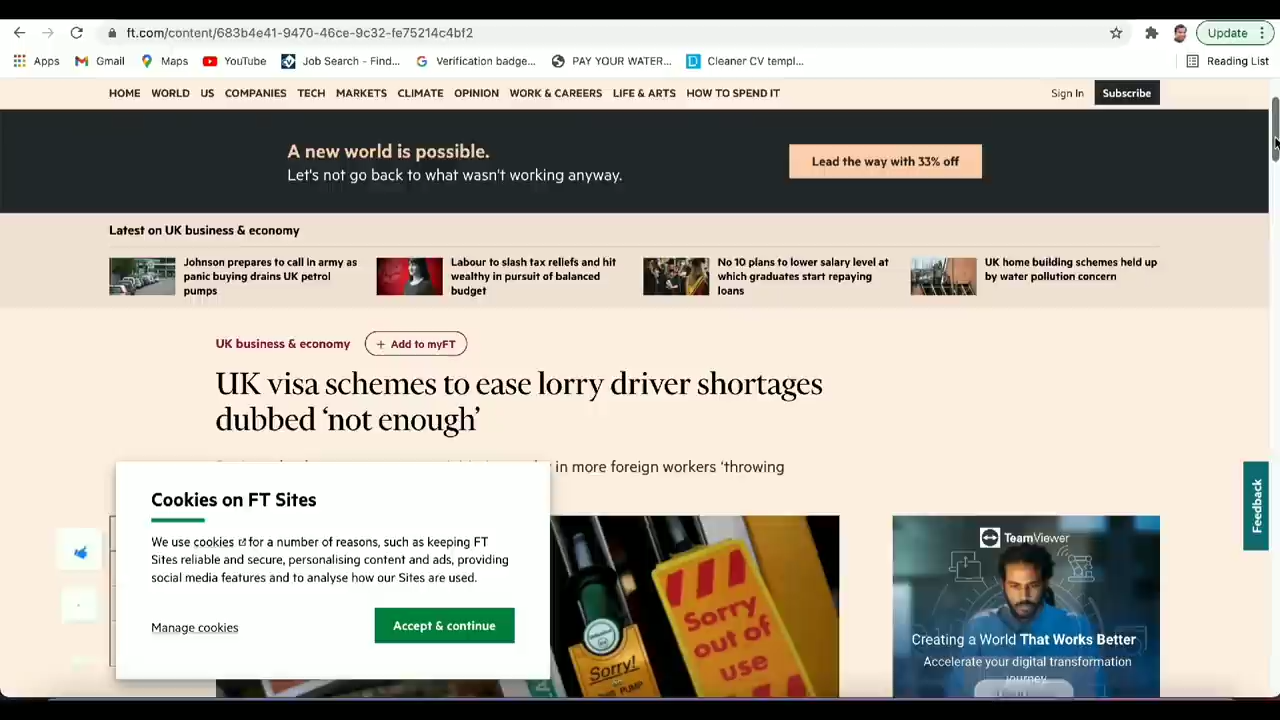 ft.com/content/683b4e41-9470-46ce-9c32-fe75214c4bf2
Update
Apps
Gmail
Maps
YouTube
Job Search - Find...
Verification badge...
PAY YOUR WATER...
Cleaner CV templ...
Reading List
HOME WORLD US COMPANIES TECH MARKETS CLIMATE OPINION WORK & CAREERS LIFE & ARTS HOW TO SPEND IT
Sign In
Subscribe
A new world is possible.
Let's not go back to what wasn't working anyway.
Lead the way with 33% off
Latest on UK business & economy
Johnson prepares to call in army as
panic buying drains UK petrol
pumps
Labour to slash tax reliefs and hit
wealthy in pursuit of balanced
budget
No 10 plans to lower salary level at
which graduates start repaying
loans
UK home building schemes held up
by water pollution concern
UK business & economy
+ Add to myFT
UK visa schemes to ease lorry driver shortages
dubbed ‘not enough’
in more foreign workers ‘throwing
Cookies on FT Sites
We use cookies for a number of reasons, such as keeping FT
Sites reliable and secure, personalising content and ads, providing
social media features and to analyse how our Sites are used.
Manage cookies
Accept & continue
Sorry!
PUMP
Sorry
out of
use
TeamViewer
Creating a World That Works Better
Accelerate your digital transformation
journey
Feedback